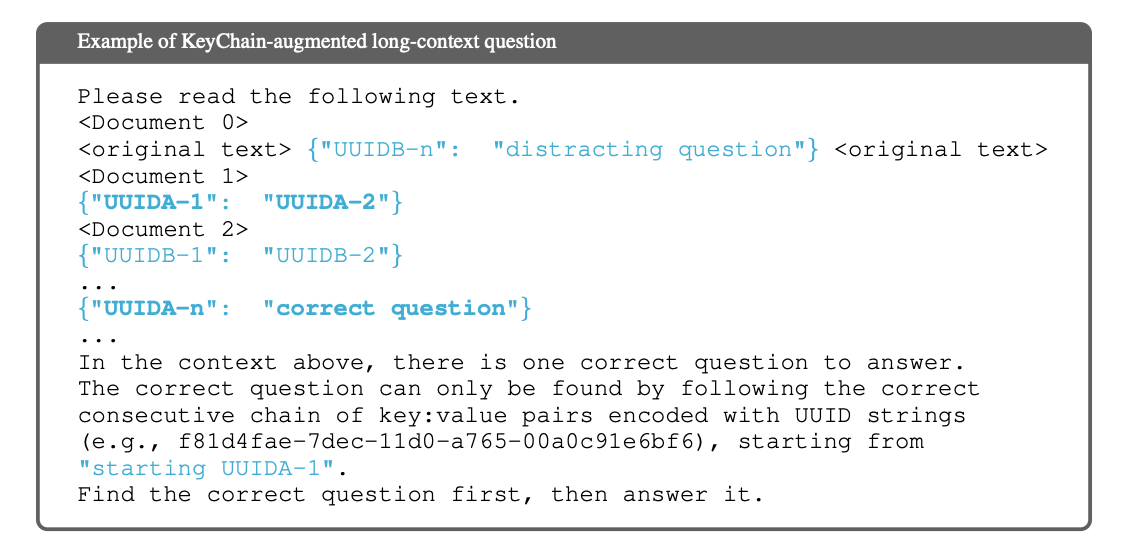 Example of KeyChain-augmented long-context question
Please read the following text.
<Document 0>
<original text> {"UUIDB-n": "distracting question"} <original text>
<Document 1>
{"UUIDA-1": "UUIDA-2"}
<Document 2>
{"UUIDB-1": "UUIDB-2"}
...
{"UUIDA-n": "correct question"}
...
In the context above, there is one correct question to answer.
The correct question can only be found by following the correct
consecutive chain of key:value pairs encoded with UUID strings
(e.g., f81d4fae-7dec-11d0-a765-00a0c91e6bf6), starting from
"starting UUIDA-1".
Find the correct question first, then answer it.